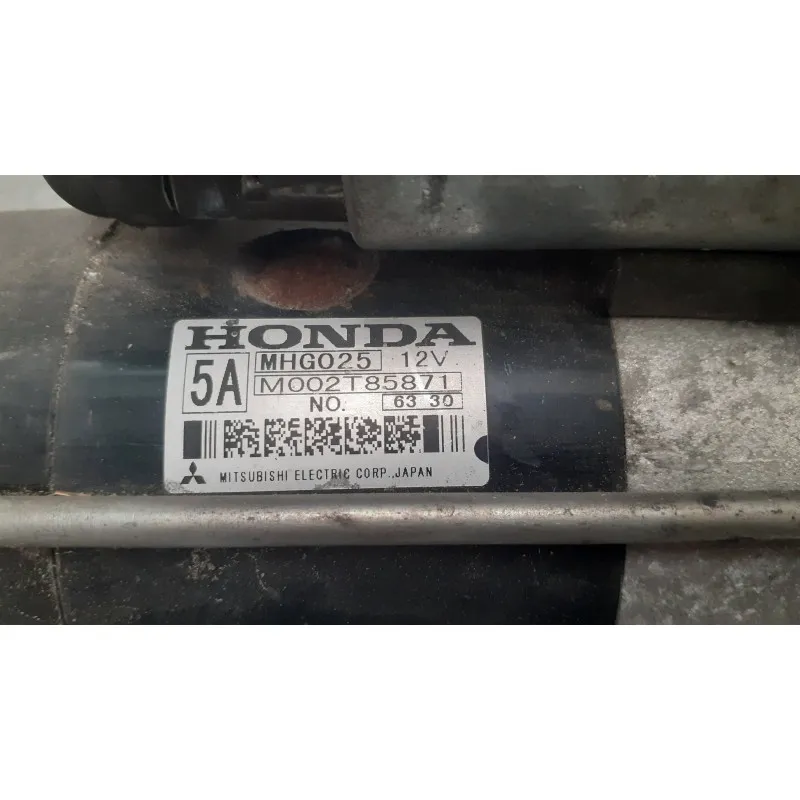 HONDA
5A MHG025 12V
M002T85871
NO. 63 30
MITSUBISHI ELECTRIC CORP., JAPAN